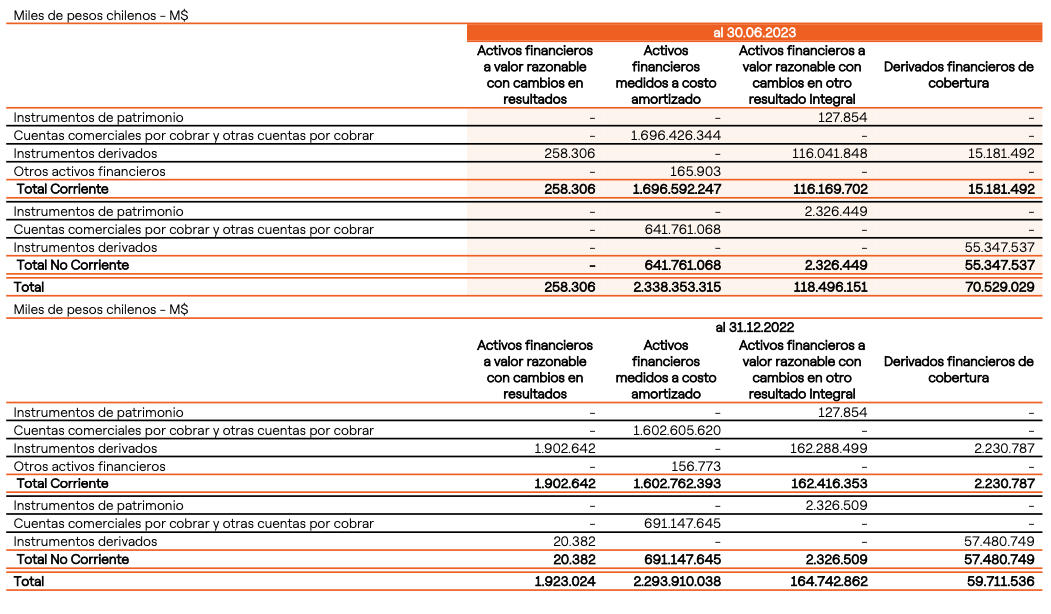 Miles de pesos chilenos - M$
al 30.06.2023
Activos financieros a valor razonable con cambios en resultados | Activos financieros medidos a costo amortizado | Activos financieros a valor razonable con cambios en otro resultado Integral | Derivados financieros de cobertura
Instrumentos de patrimonio - - 127.854 -
Cuentas comerciales por cobrar y otras cuentas por cobrar - 1.696.426.344 - -
Instrumentos derivados 258.306 - 116.041.848 15.181.492
Otros activos financieros - 165.903 - -
Total Corriente 258.306 1.696.592.247 116.169.702 15.181.492
Instrumentos de patrimonio - - 2.326.449 -
Cuentas comerciales por cobrar y otras cuentas por cobrar - 641.761.068 - -
Instrumentos derivados - - - 55.347.537
Total No Corriente - 641.761.068 2.326.449 55.347.537
Total 258.306 2.338.353.315 118.496.151 70.529.029
Miles de pesos chilenos - M$
al 31.12.2022
Activos financieros a valor razonable con cambios en resultados | Activos financieros medidos a costo amortizado | Activos financieros a valor razonable con cambios en otro resultado Integral | Derivados financieros de cobertura
Instrumentos de patrimonio - - 127.854 -
Cuentas comerciales por cobrar y otras cuentas por cobrar - 1.602.605.620 - -
Instrumentos derivados 1.902.642 - 162.288.499 2.230.787
Otros activos financieros - 156.773 - -
Total Corriente 1.902.642 1.602.762.393 162.416.353 2.230.787
Instrumentos de patrimonio - - 2.326.509 -
Cuentas comerciales por cobrar y otras cuentas por cobrar - 691.147.645 - -
Instrumentos derivados 20.382 - - 57.480.749
Total No Corriente 20.382 691.147.645 2.326.509 57.480.749
Total 1.923.024 2.293.910.038 164.742.862 59.711.536